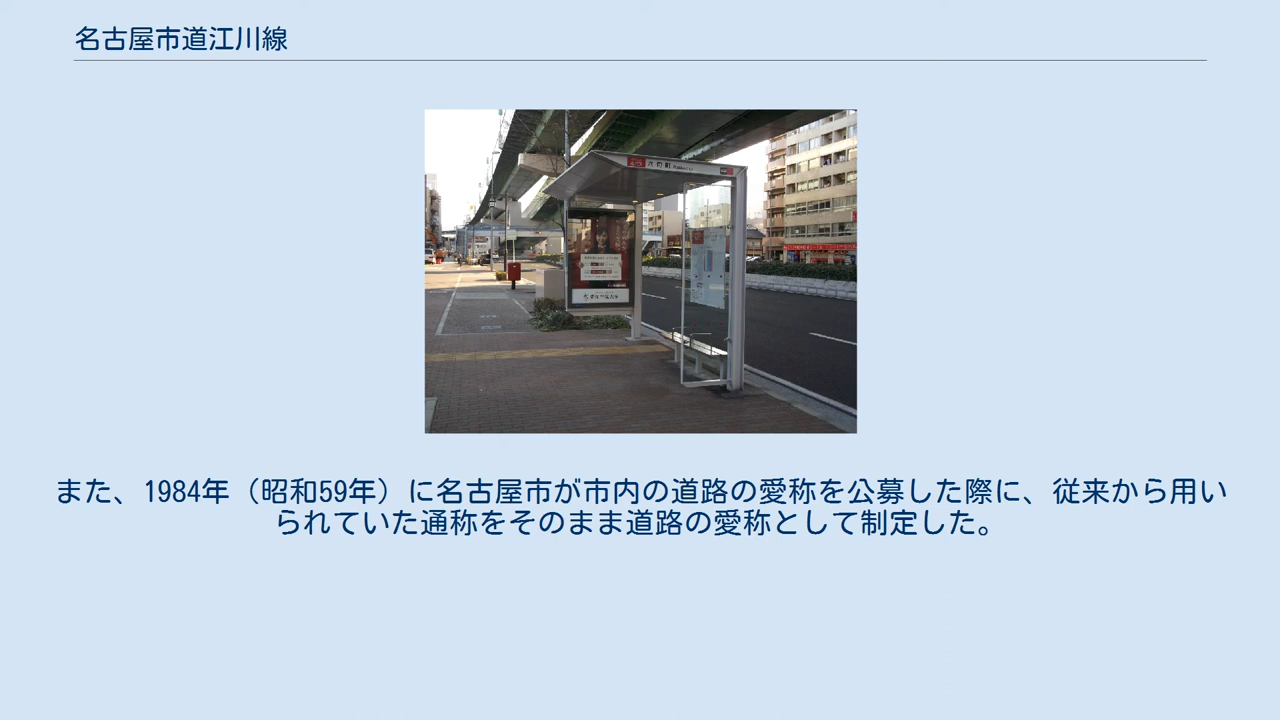 名古屋市道江川線
また、1984年（昭和59年）に名古屋市が市内の道路の愛称を公募した際に、従来から用い
られていた通称をそのまま道路の愛称として制定した。